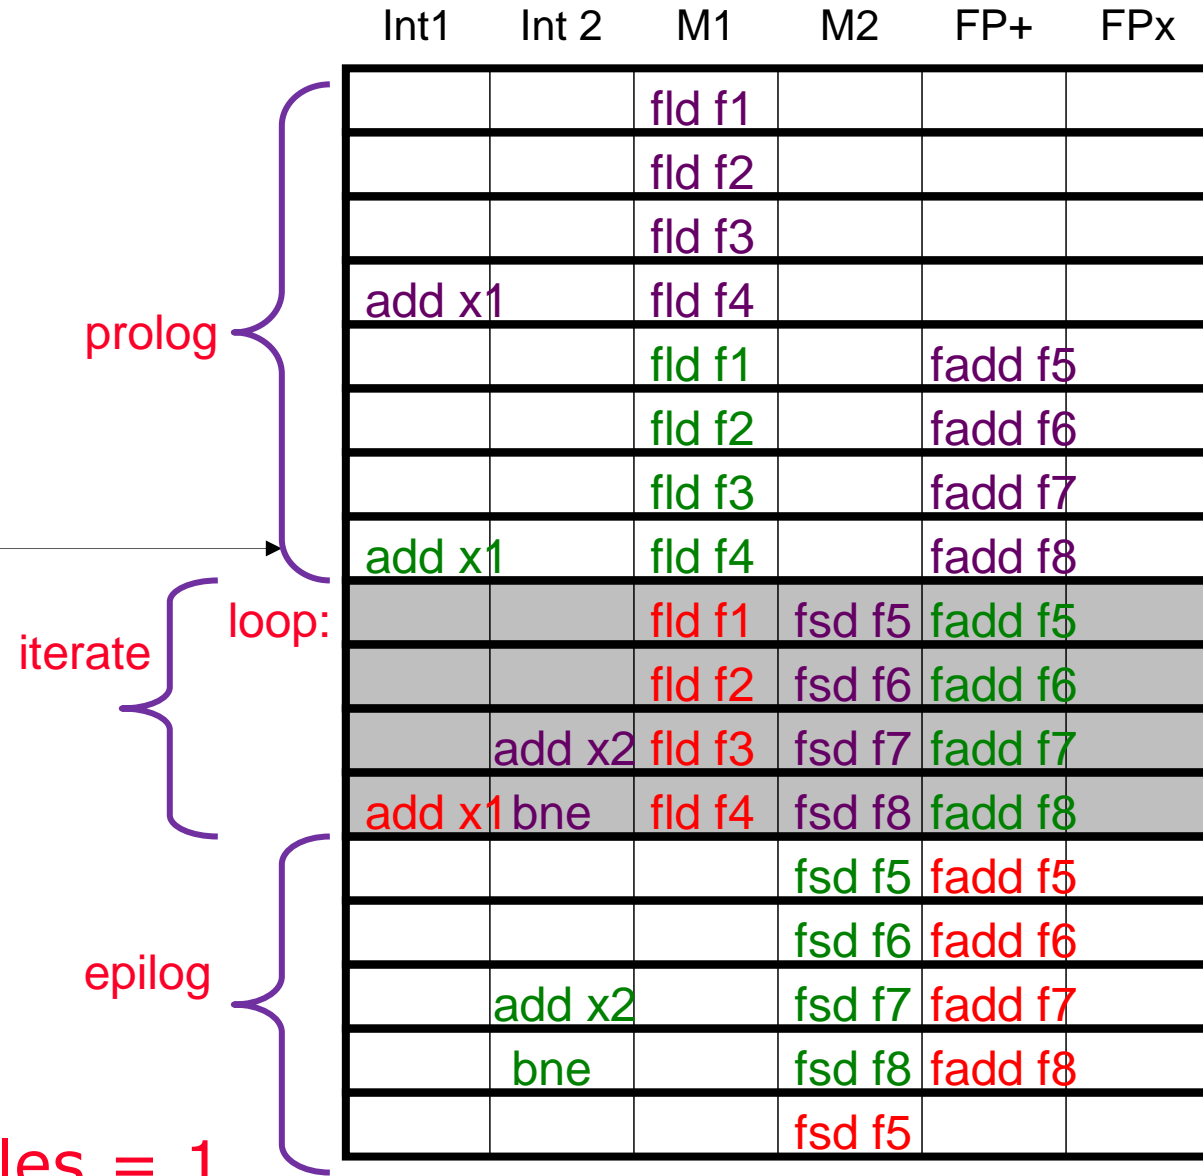 Int1 Int 2 M1 M2 FP+ FPx
fld f1
fld f2
fld f3
add x1 fld f4
prolog
fld f1 fadd f5
fld f2 fadd f6
fld f3 fadd f7
add x1 fld f4 fadd f8
loop: fld f1 fsd f5 fadd f5
iterate
fld f2 fsd f6 fadd f6
add x2 fld f3 fsd f7 fadd f7
add x1 bne fld f4 fsd f8 fadd f8
fsd f5 fadd f5
fsd f6 fadd f6
epilog
add x2 fsd f7 fadd f7
bne fsd f8 fadd f8
fsd f5
les = 1